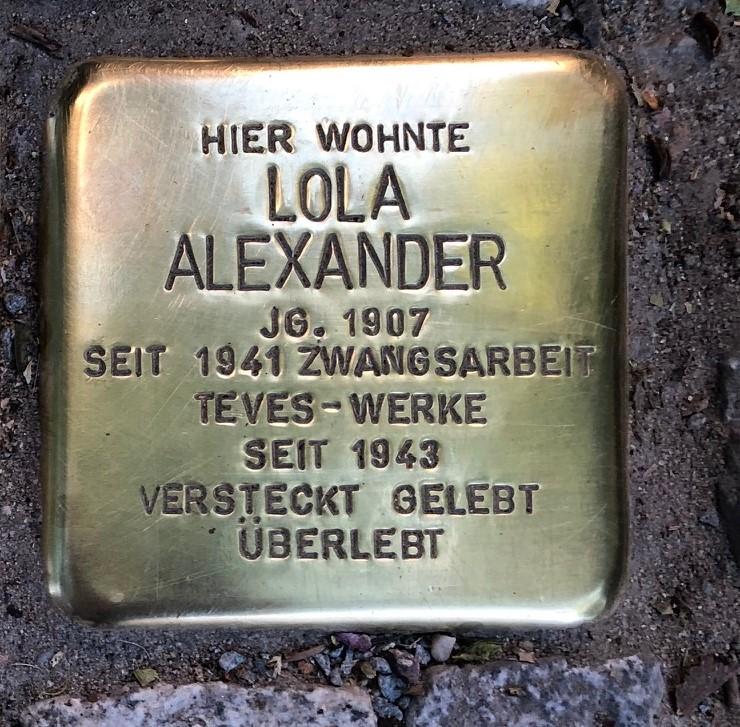 HIER WOHNTE
LOLA
ALEXANDER
JG. 1907
SEIT 1941 ZWANGSARBEIT
TEVES-WERKE
SEIT 1943
VERSTECKT GELEBT
ÜBERLEBT